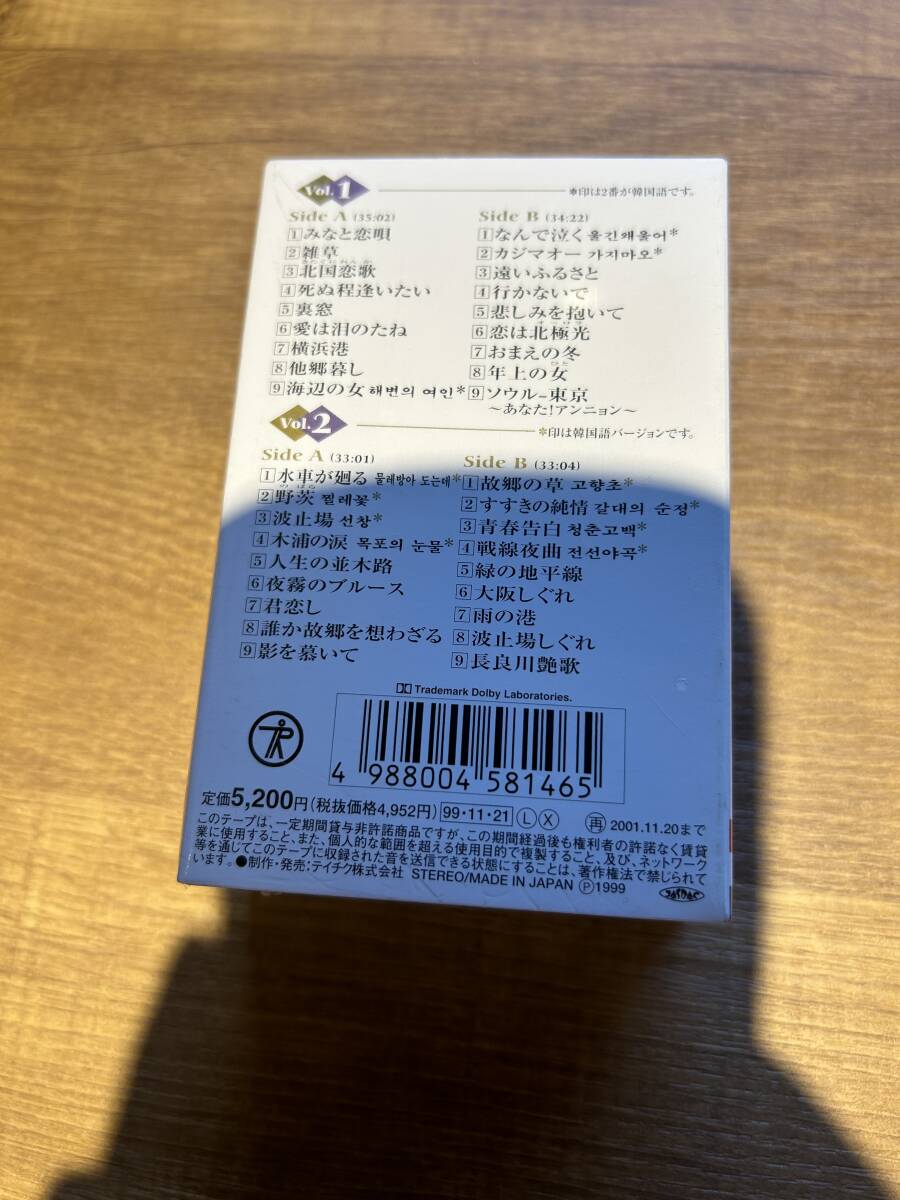 Vol.1 *印は2番が韓国語です。
Side A (35:02)
1 みなと恋唄
2 雑草
3 北国恋歌
4 死ぬ程逢いたい
5 裏窓
6 愛は泪のたね
7 横浜港
8 他郷暮し
9 海辺の女 해변의 여인*
Side B (34:22)
1 なんで泣く 울긴왜울어*
2 カジマオー 가지마오*
3 遠いふるさと
4 行かないで
5 悲しみを抱いて
6 恋は北極光
7 おまえの冬
ひと
8 年上の女
9 ソウル–東京
～あなた!アンニョン～
Vol.2 *印は韓国語バージョンです。
Side A (33:01)
1 水車が廻る 물레방아 도는데*
のばら
2 野茨 찔레꽃*
3 波止場 선창*
4 木浦の涙 목포의 눈물*
5 人生の並木路
6 夜霧のブルース
7 君恋し
8 誰か故郷を想わざる
9 影を慕いて
Side B (33:04)
1 故郷の草 고향초*
2 すすきの純情 갈대의 순정*
3 青春告白 청춘고백*
4 戦線夜曲 전선야곡*
5 緑の地平線
6 大阪しぐれ
7 雨の港
8 波止場しぐれ
9 長良川艶歌
Trademark Dolby Laboratories.
4 988004 581465
定価5,200円(税抜価格4,952円) 99・11・21 L X 再 2001.11.20まで
このテープは、一定期間貸与非許諾商品ですが、この期間経過後も権利者の許諾なく賃貸
業に使用すること、また、個人的な範囲を超える使用目的で複製すること、及び、ネットワーク
等を通じてこのテープに収録された音を送信できる状態にすることは、著作権法で禁じられて
います。●制作・発売:テイチク株式会社 STEREO/MADE IN JAPAN Ⓟ1999
JASRAC